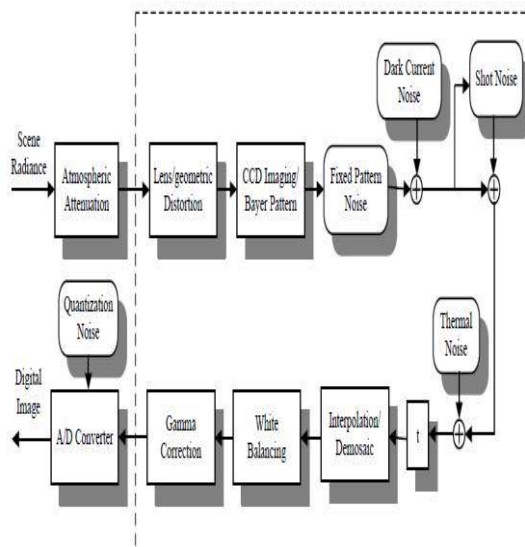 Dark Current
Noise
Shot Noise
Scene
Radiance
Atmospheric
Attenuation
Lens/geometric
Distortion
CCD Imaging/
Bayer Pattern
Fixed Pattern
Noise
Quantization
Noise
Thermal
Noise
Digital
Image
A/D Converter
Gamma
Correction
White
Balancing
Interpolation/
Demosaic
t